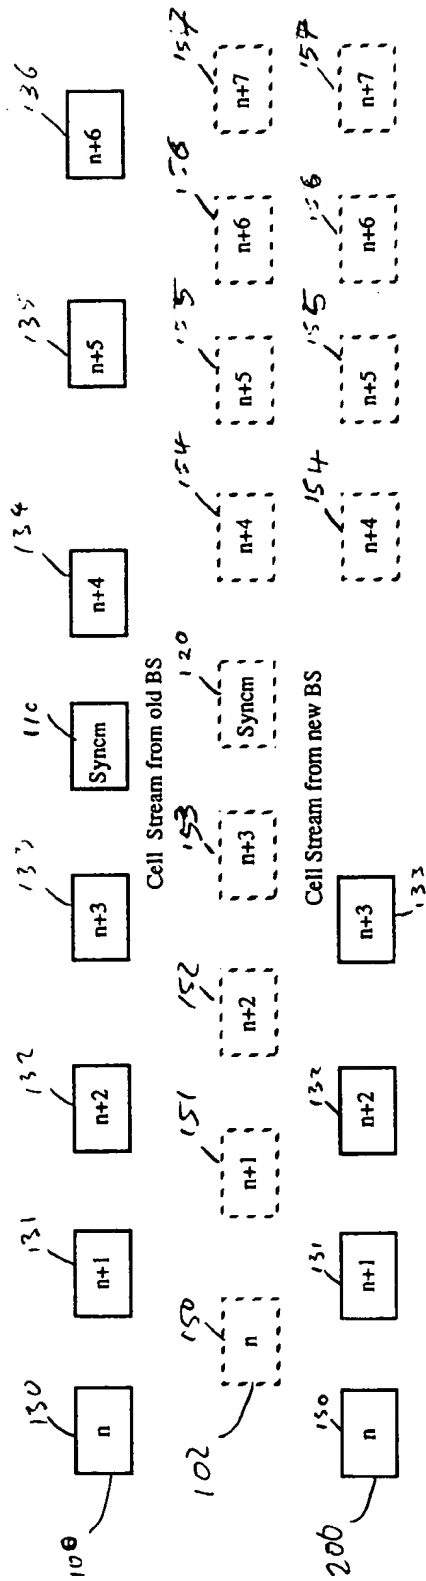 130 131 132 133 110 134 135 136
n n+1 n+2 n+3 Syncm n+4 n+5 n+6
100
Cell Stream from old BS
150 151 152 153 120 154 155 156 157
n n+1 n+2 n+3 Syncm n+4 n+5 n+6 n+7
102
Cell Stream from new BS
130 131 132 154 155 156 157
n n+1 n+2 n+3 n+4 n+5 n+6 n+7
133
200